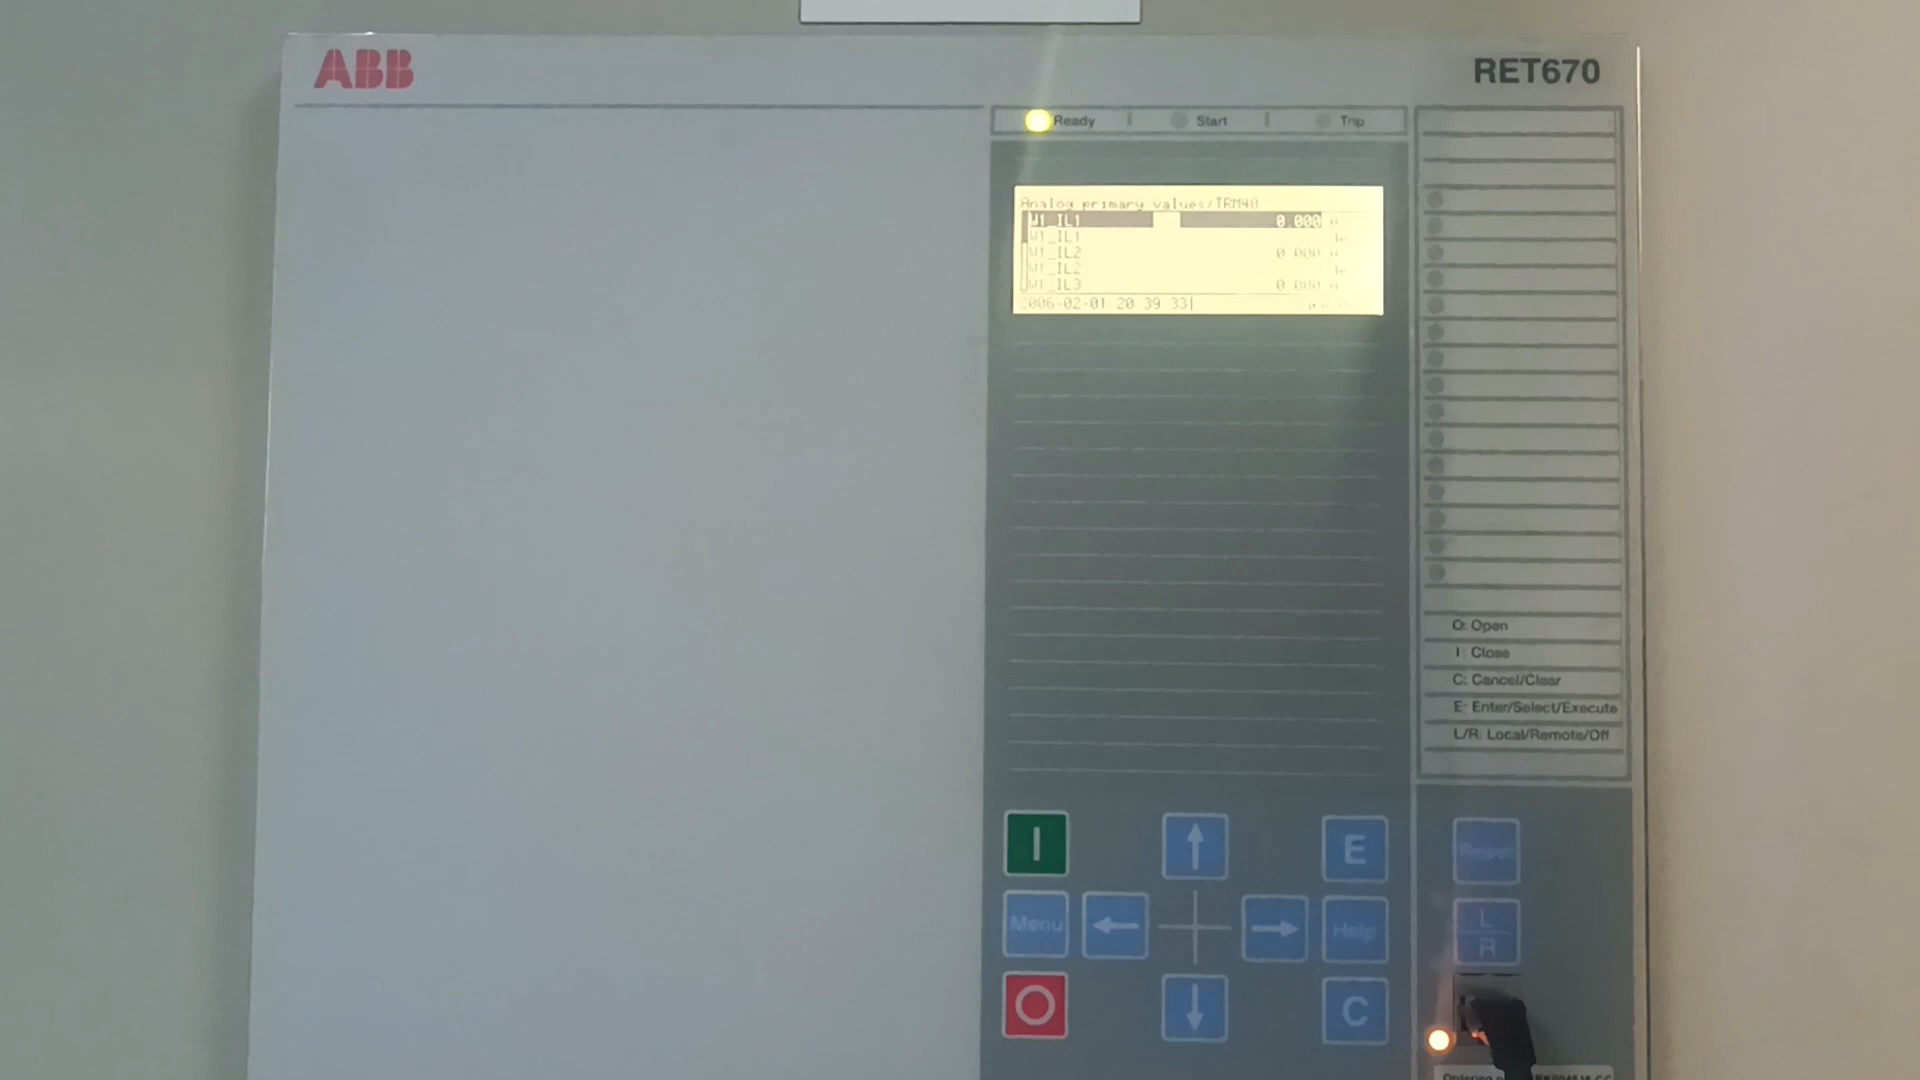 ABB
RET670
Ready
Start
Trip
Analog primary values/TRM40
W1_IL1 0.000 A
W1_IL1
W1_IL2 0.000 A
W1_IL2
W1_IL3 0.000 A
2006-02-01 20 39 33
O: Open
I: Close
C: Cancel/Clear
E: Enter/Select/Execute
L/R: Local/Remote/Off
I
E
Reset
Menu
Help
L
R
O
C